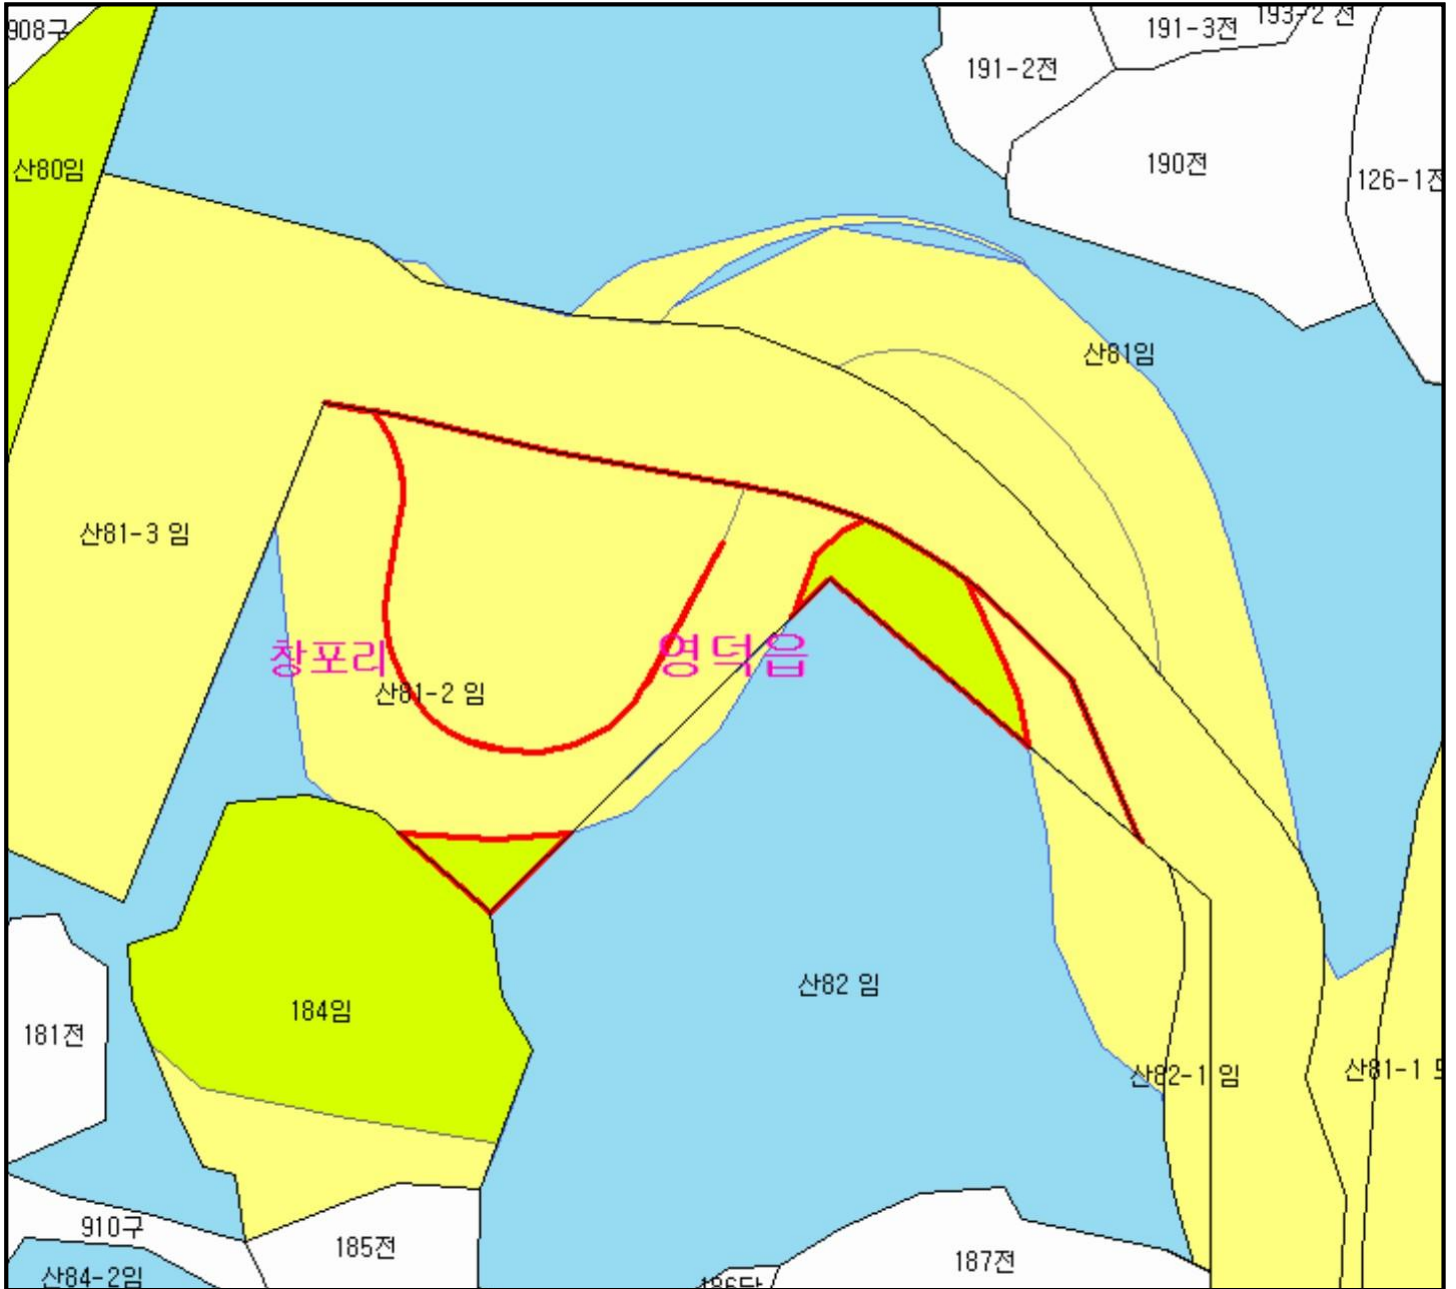 908구
191-3전
193-2 전
191-2전
190전
산80임
126-1전
산81임
산81-3 임
창포리
영덕읍
산81-2 임
산82 임
184임
181전
산82-1 임
산81-1
910구
185전
187전
산84-2임